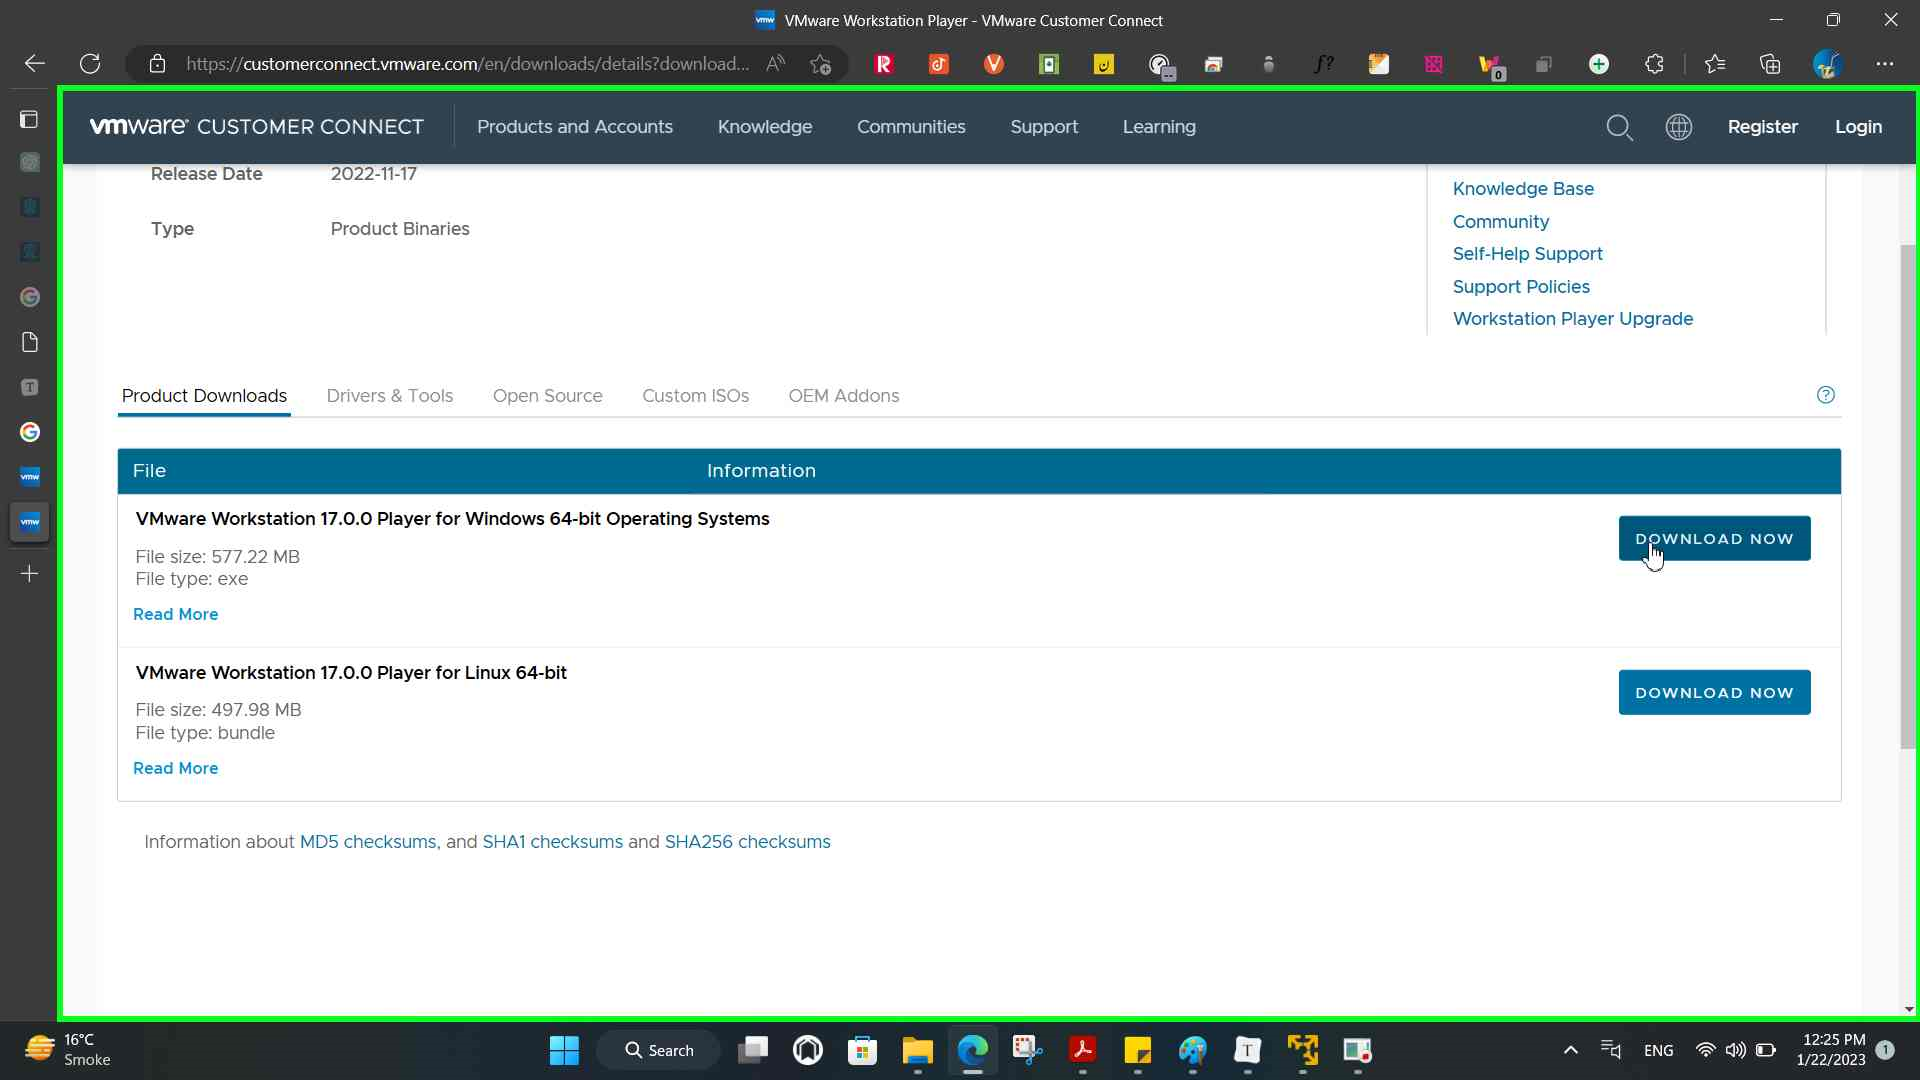 VMware Workstation Player - VMware Customer Connect
https://customerconnect.vmware.com/en/downloads/details?download...
vmware CUSTOMER CONNECT
Products and Accounts
Knowledge
Communities
Support
Learning
Register
Login
Release Date 2022-11-17
Type Product Binaries
Knowledge Base
Community
Self-Help Support
Support Policies
Workstation Player Upgrade
Product Downloads
Drivers & Tools
Open Source
Custom ISOs
OEM Addons
File Information
VMware Workstation 17.0.0 Player for Windows 64-bit Operating Systems
DOWNLOAD NOW
File size: 577.22 MB
File type: exe
Read More
VMware Workstation 17.0.0 Player for Linux 64-bit
DOWNLOAD NOW
File size: 497.98 MB
File type: bundle
Read More
Information about MD5 checksums, and SHA1 checksums and SHA256 checksums
16°C
Smoke
Search
ENG
12:25 PM
1/22/2023
1